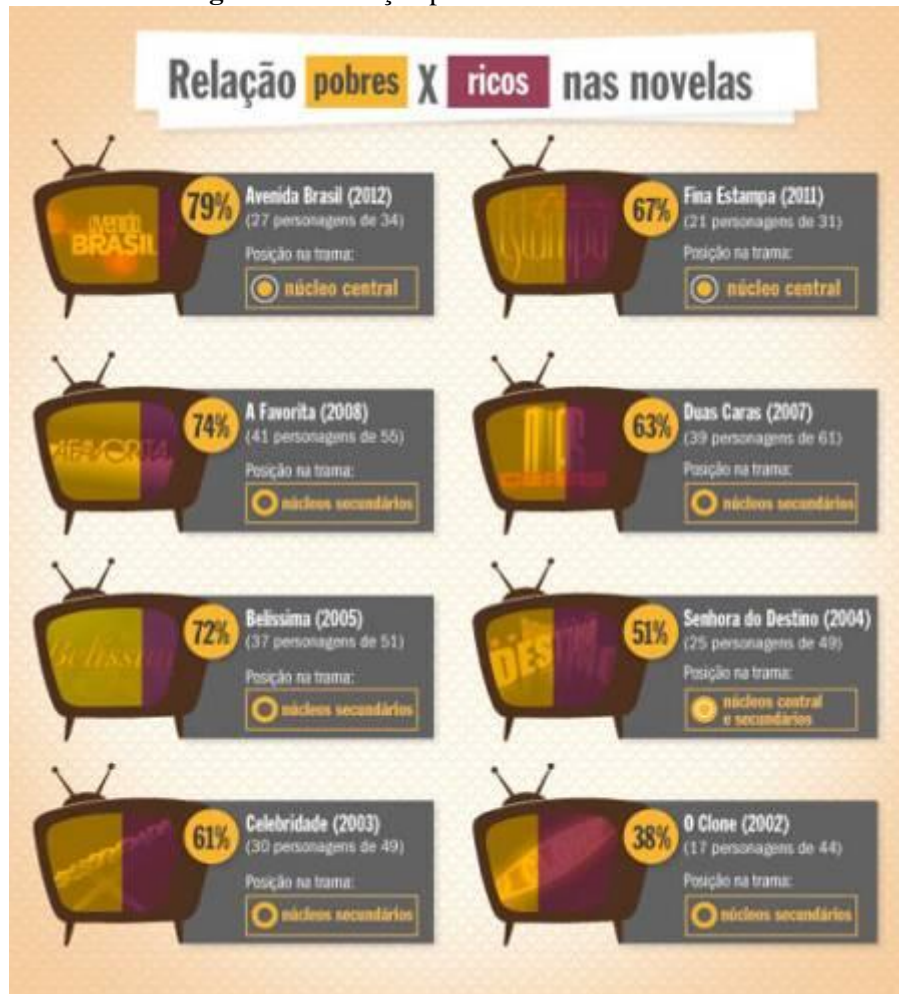 Relação pobres X ricos nas novelas
avenida
BRASIL
79%
Avenida Brasil (2012)
(27 personagens de 34)
Posição na trama:
núcleo central
67%
Fina Estampa (2011)
(21 personagens de 31)
Posição na trama:
núcleo central
A FAVORITA
74%
A Favorita (2008)
(41 personagens de 55)
Posição na trama:
núcleos secundários
63%
Duas Caras (2007)
(39 personagens de 61)
Posição na trama:
núcleos secundários
72%
Belíssima (2005)
(37 personagens de 51)
Posição na trama:
núcleos secundários
51%
Senhora do Destino (2004)
(25 personagens de 49)
Posição na trama:
núcleos central
e secundários
61%
Celebridade (2003)
(30 personagens de 49)
Posição na trama:
núcleos secundários
38%
O Clone (2002)
(17 personagens de 44)
Posição na trama:
núcleos secundários